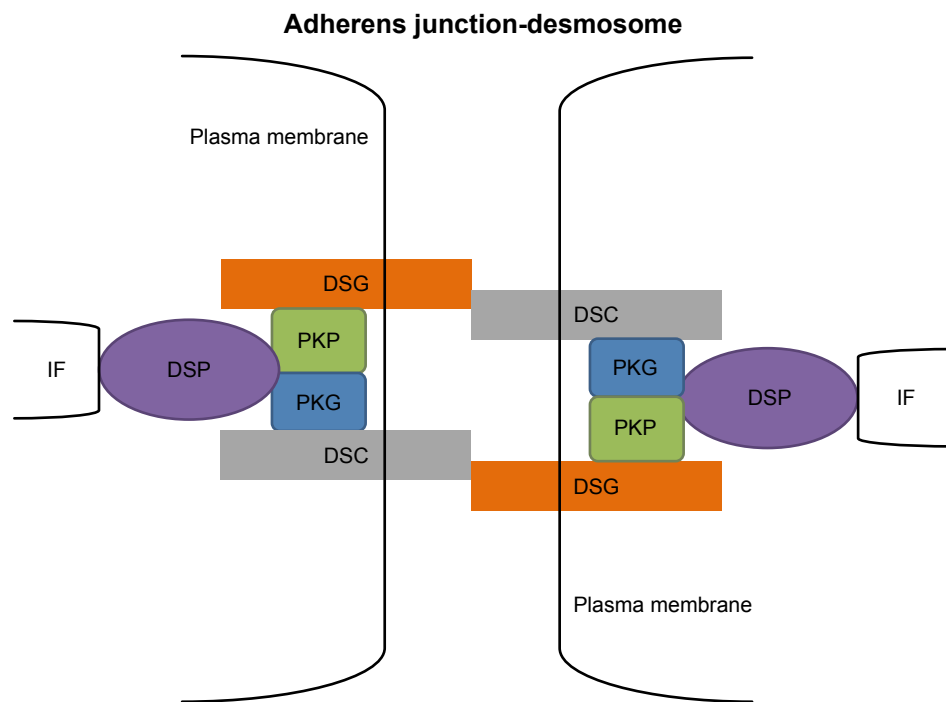 Adherens junction-desmosome
Plasma membrane
DSG
DSC
PKP
PKG
IF
DSP
DSP
IF
PKG
PKP
DSC
DSG
Plasma membrane